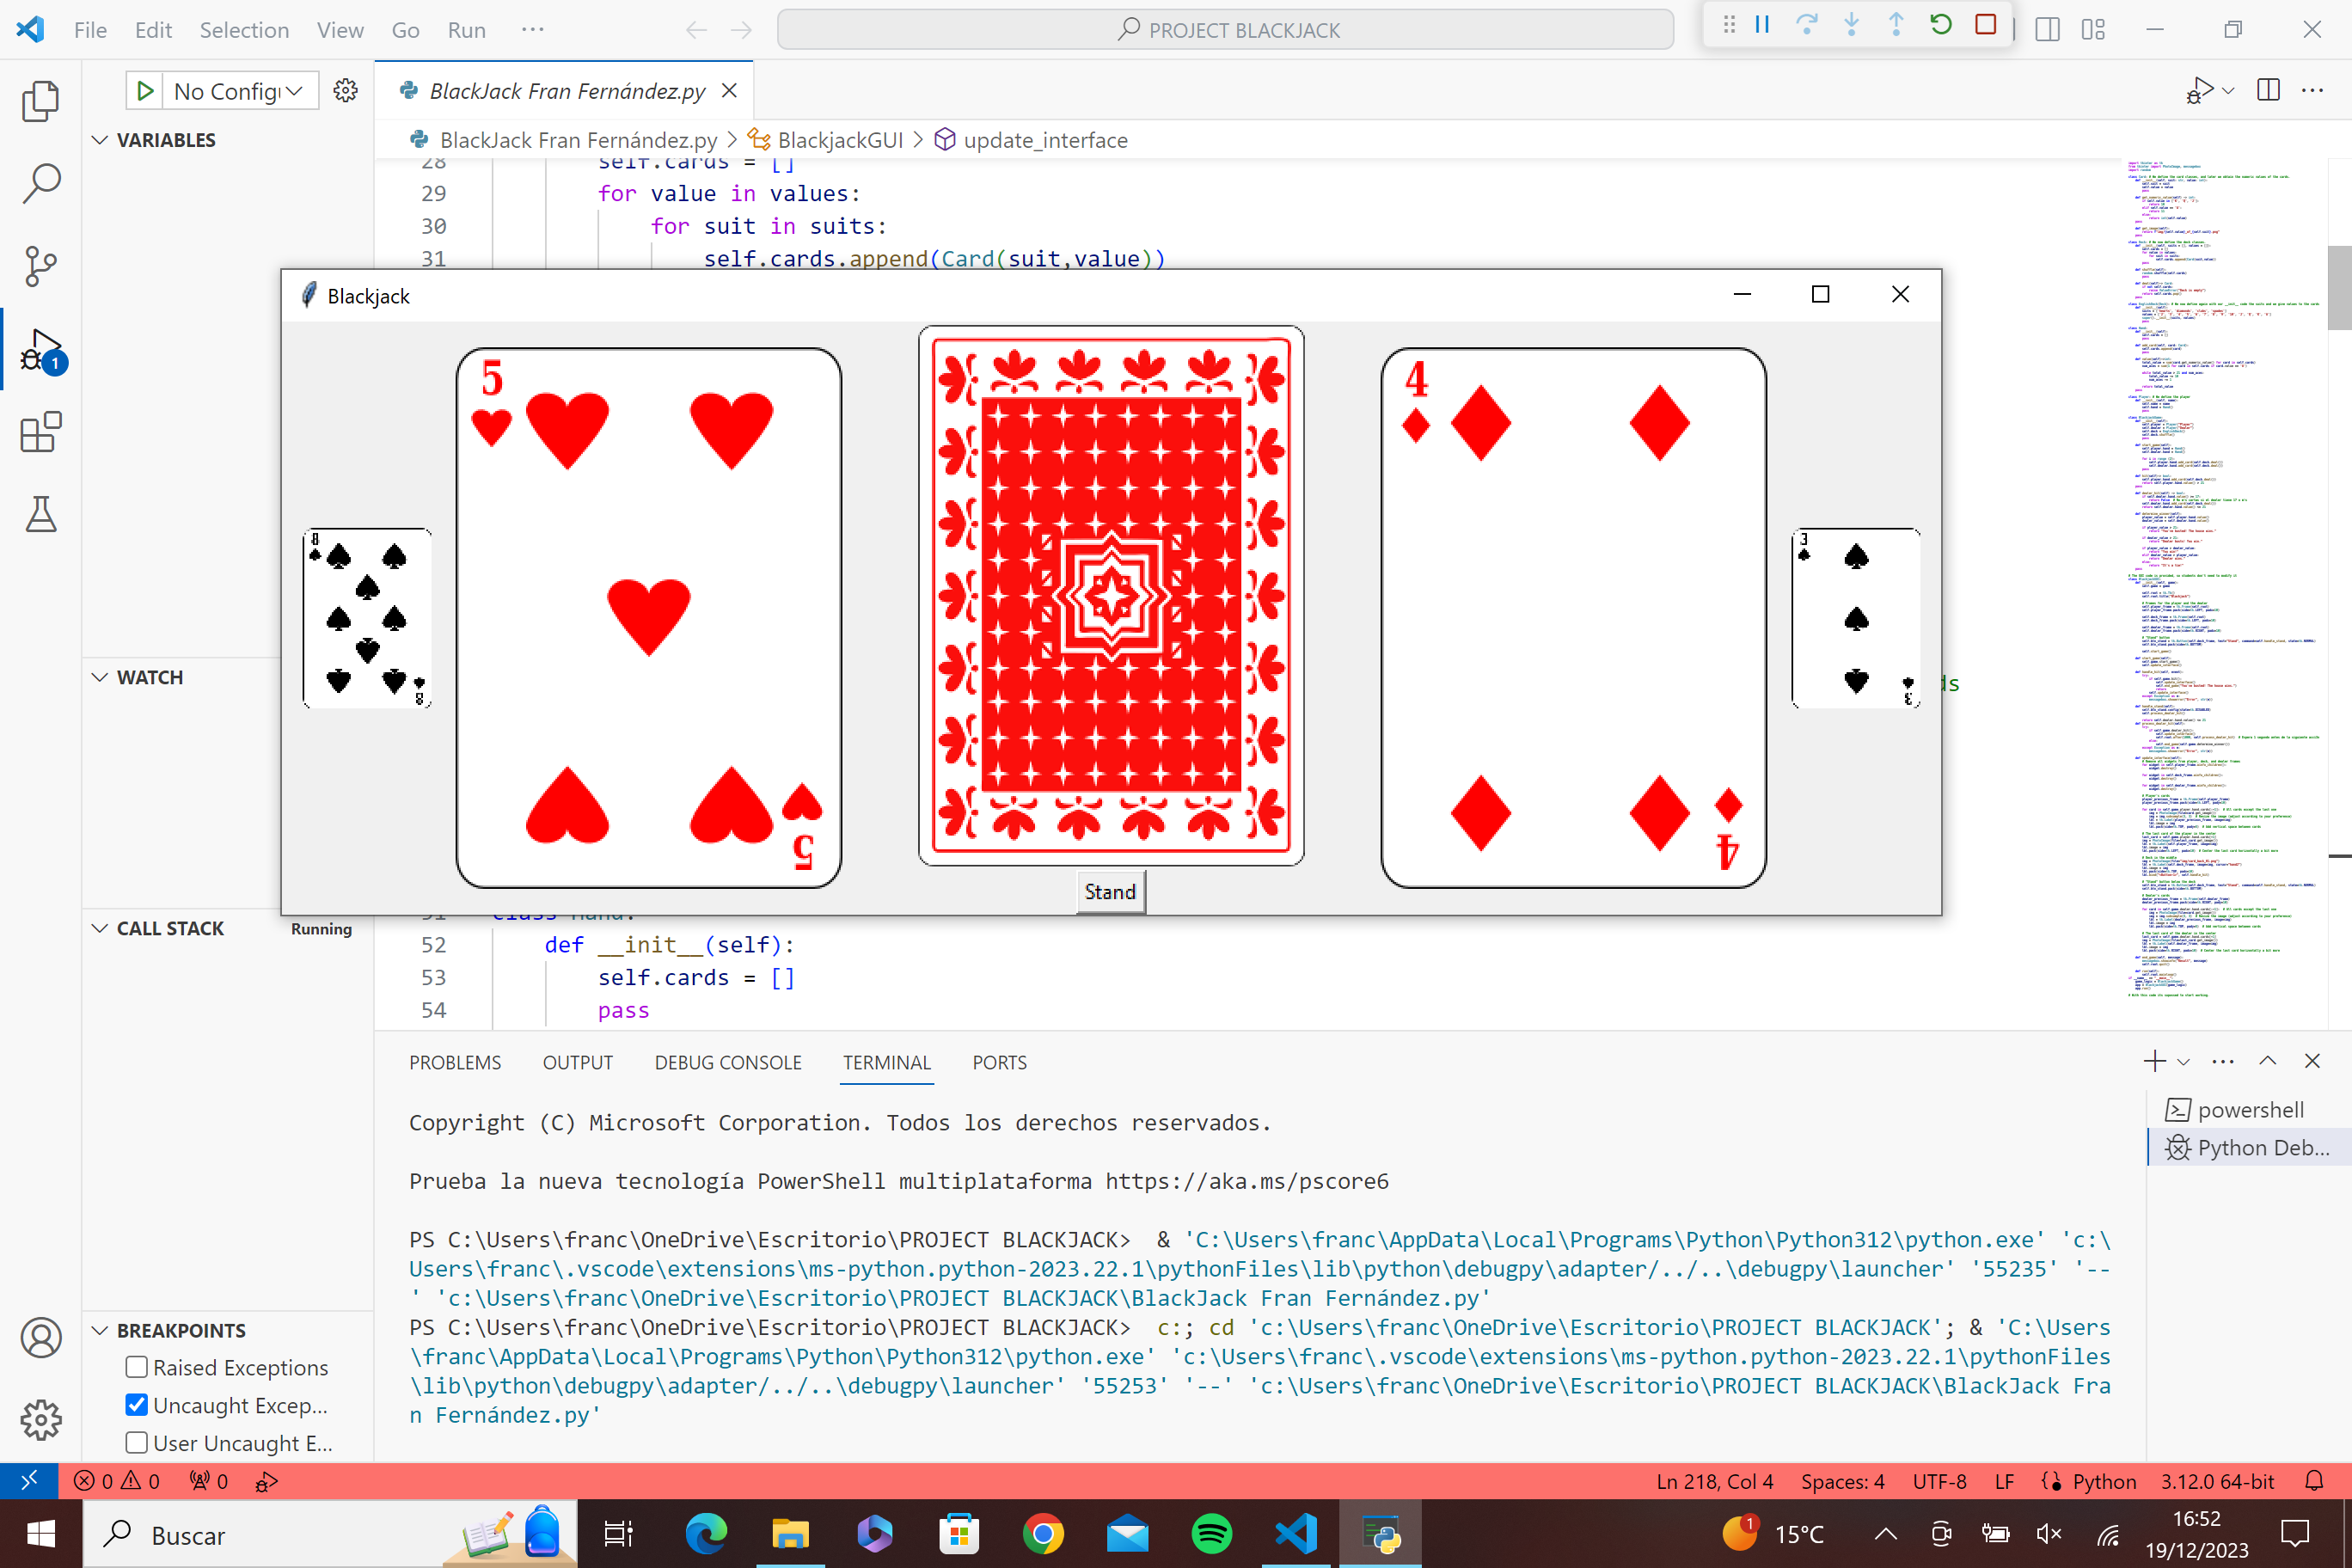 File Edit Selection View Go Run ···
PROJECT BLACKJACK
No Config
BlackJack Fran Fernández.py
BlackJack Fran Fernández.py > BlackjackGUI > update_interface
VARIABLES
28 self.cards = []
29 for value in values:
30 for suit in suits:
31 self.cards.append(Card(suit,value))
Blackjack
5
5
4
4
8
8
3
3
Stand
ds
WATCH
CALL STACK Running
51 class Hand:
52 def __init__(self):
53 self.cards = []
54 pass
BREAKPOINTS
Raised Exceptions
Uncaught Excep...
User Uncaught E...
1
PROBLEMS OUTPUT DEBUG CONSOLE TERMINAL PORTS
Copyright (C) Microsoft Corporation. Todos los derechos reservados.
Prueba la nueva tecnología PowerShell multiplataforma https://aka.ms/pscore6
PS C:\Users\franc\OneDrive\Escritorio\PROJECT BLACKJACK>  & 'C:\Users\franc\AppData\Local\Programs\Python\Python312\python.exe' 'c:\
Users\franc\.vscode\extensions\ms-python.python-2023.22.1\pythonFiles\lib\python\debugpy\adapter/../..\debugpy\launcher' '55235' '--
' 'c:\Users\franc\OneDrive\Escritorio\PROJECT BLACKJACK\BlackJack Fran Fernández.py'
PS C:\Users\franc\OneDrive\Escritorio\PROJECT BLACKJACK>  c:; cd 'c:\Users\franc\OneDrive\Escritorio\PROJECT BLACKJACK'; & 'C:\Users
\franc\AppData\Local\Programs\Python\Python312\python.exe' 'c:\Users\franc\.vscode\extensions\ms-python.python-2023.22.1\pythonFiles
\lib\python\debugpy\adapter/../..\debugpy\launcher' '55253' '--' 'c:\Users\franc\OneDrive\Escritorio\PROJECT BLACKJACK\BlackJack Fra
n Fernández.py'
powershell
Python Deb...
0 0 0
Ln 218, Col 4 Spaces: 4 UTF-8 LF Python 3.12.0 64-bit
Buscar
1 15°C
16:52
19/12/2023